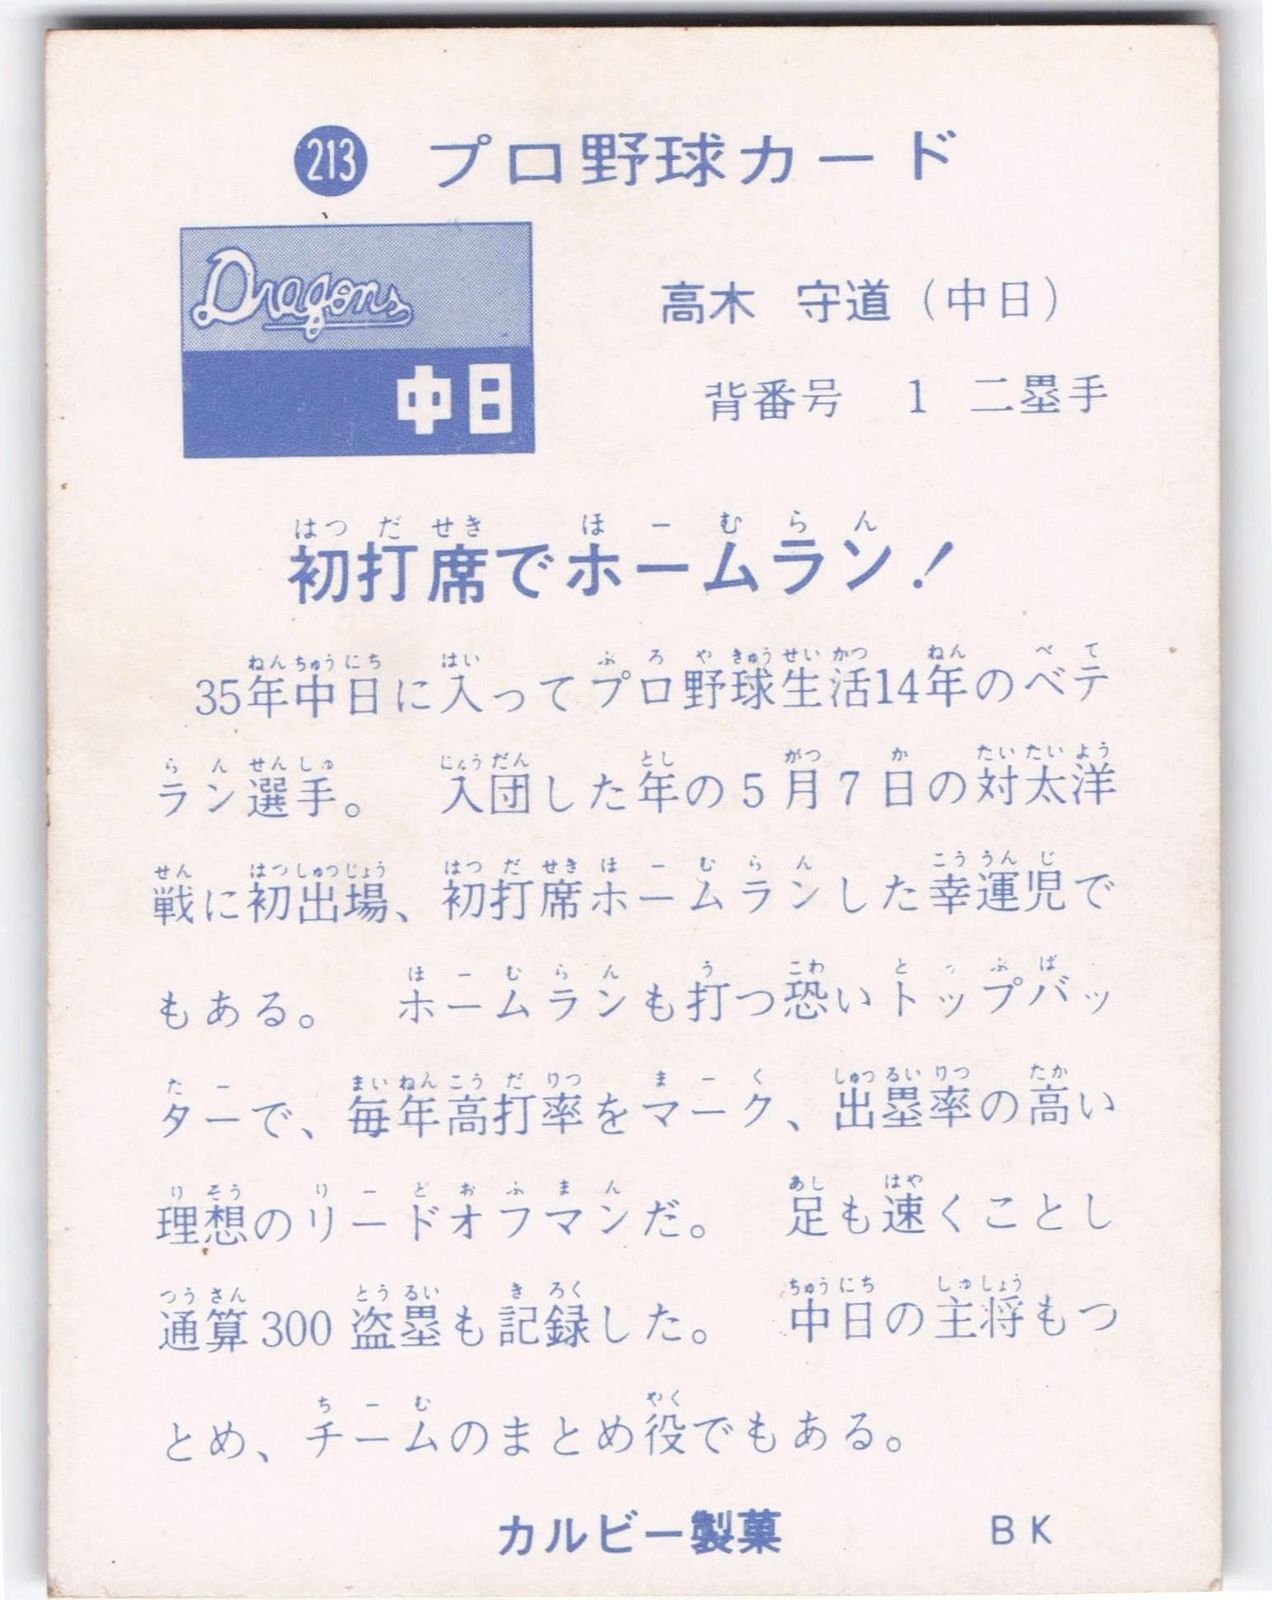 213 プロ野球カード
Dragons
中日
高木 守道（中日）
背番号 1 二塁手
はつ だ せき ほ ー む ら ん
初打席でホームラン！
ねん ちゅう にち はい ぷ ろ や きゅう せい かつ ねん べ て
35年中日に入ってプロ野球生活14年のベテ
ら ん せん しゅ にゅう だん とし がつ か たい たい よう
ラン選手。 入団した年の5月7日の対太洋
せん はつ しゅつ じょう はつ だ せき ほ ー む ら ん こう うん じ
戦に初出場、初打席ホームランした幸運児で
ほ ー む ら ん う こわ と っ ぷ ば
もある。 ホームランも打つ恐いトップバッ
た ー まい ねん こう だ りつ ま ー く しゅつ るい りつ たか
ターで、毎年高打率をマーク、出塁率の高い
り そう り ー ど お ふ ま ん あし はや
理想のリードオフマンだ。 足も速くことし
つう さん とう るい き ろく ちゅう にち しゅ しょう
通算300盗塁も記録した。 中日の主将もつ
ち ー む やく
とめ、チームのまとめ役でもある。
カルビー製菓 BK